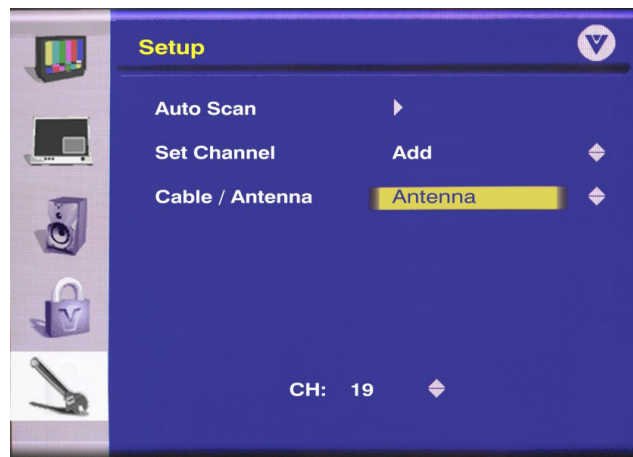 Setup
Auto Scan
Set Channel Add
Cable / Antenna Antenna
CH: 19